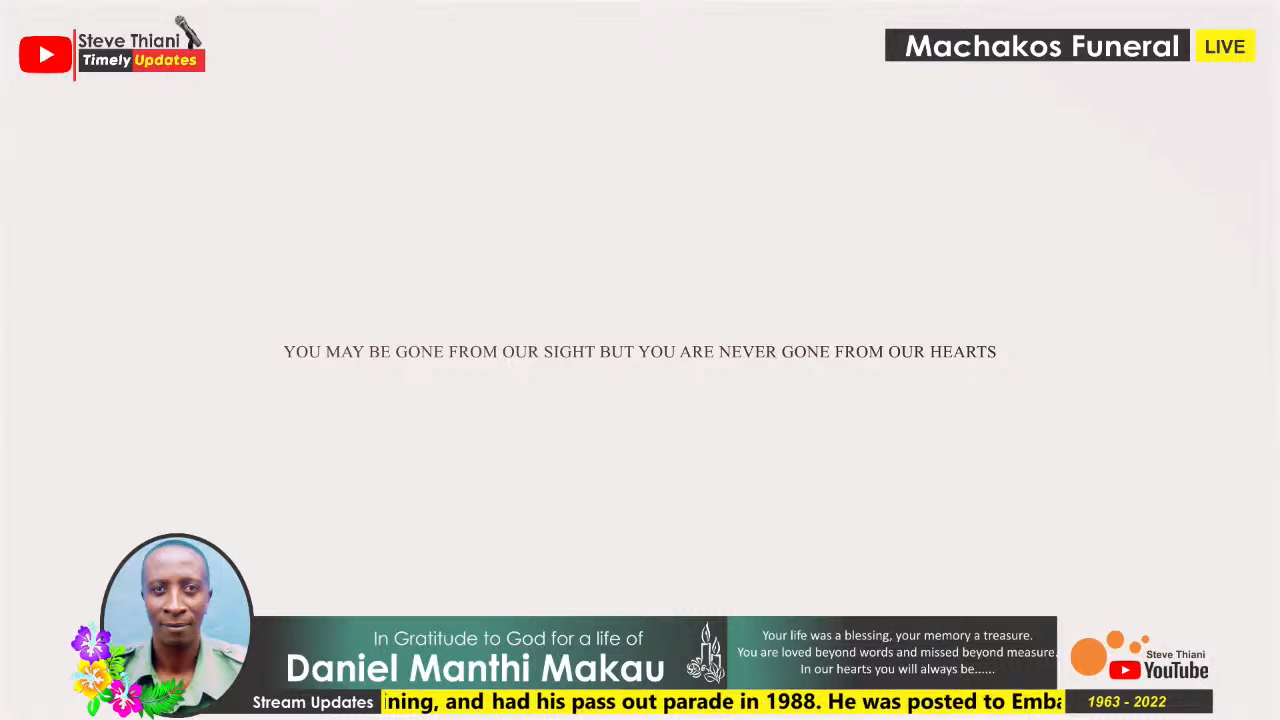 Steve Thiani
Timely Updates
Machakos Funeral LIVE
YOU MAY BE GONE FROM OUR SIGHT BUT YOU ARE NEVER GONE FROM OUR HEARTS
In Gratitude to God for a life of
Daniel Manthi Makau
Your life was a blessing, your memory a treasure.
You are loved beyond words and missed beyond measure.
In our hearts you will always be......
Steve Thiani
YouTube
Stream Updates
and had his pass out parade in 1988. He was posted to
1963 - 2022